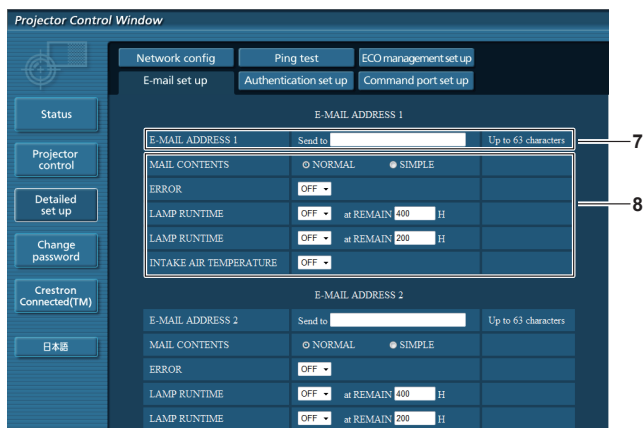 Projector Control Window
Network config Ping test ECO management set up
E-mail set up Authentication set up Command port set up
Status
Projector control
Detailed set up
Change password
Crestron Connected(TM)
日本語
E-MAIL ADDRESS 1
E-MAIL ADDRESS 1 Send to Up to 63 characters 7
MAIL CONTENTS NORMAL SIMPLE
ERROR OFF 8
LAMP RUNTIME OFF at REMAIN 400 H
LAMP RUNTIME OFF at REMAIN 200 H
INTAKE AIR TEMPERATURE OFF
E-MAIL ADDRESS 2
E-MAIL ADDRESS 2 Send to Up to 63 characters
MAIL CONTENTS NORMAL SIMPLE
ERROR OFF
LAMP RUNTIME OFF at REMAIN 400 H
LAMP RUNTIME OFF at REMAIN 200 H